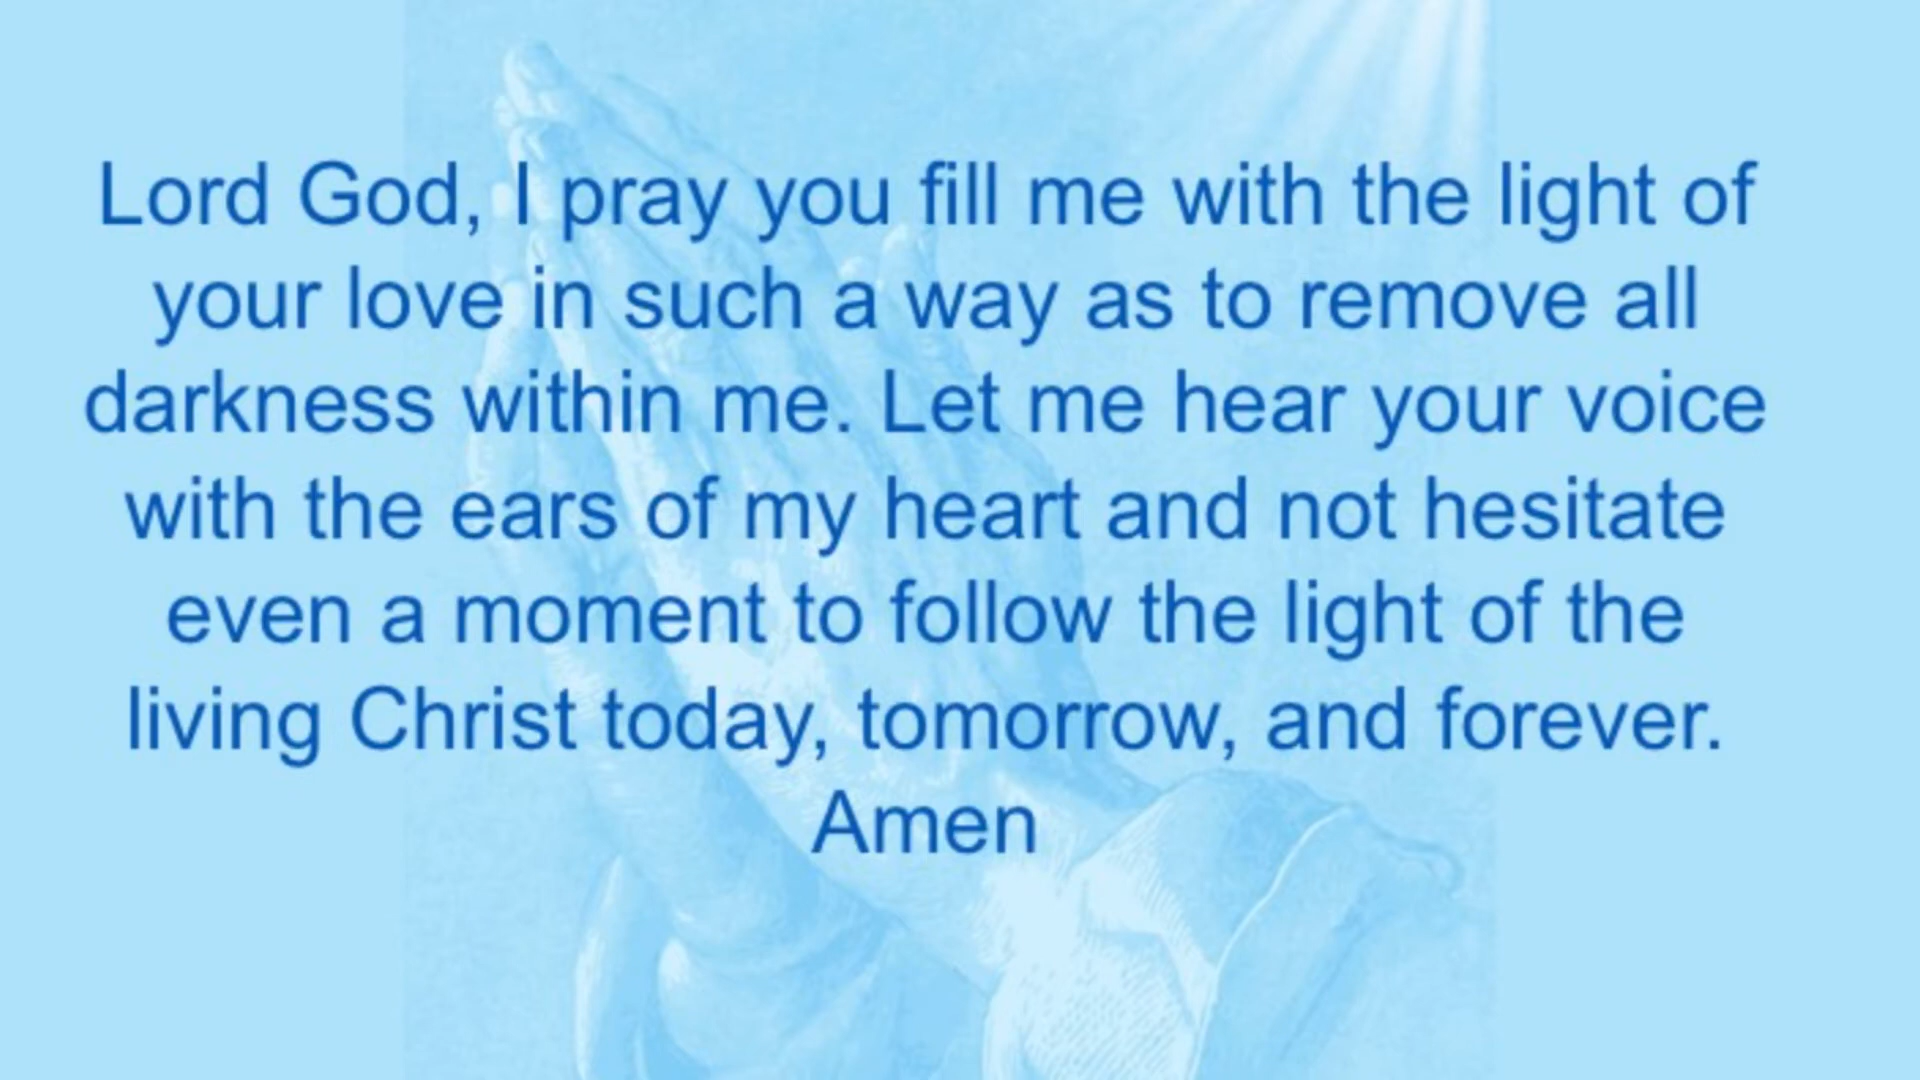 Lord God, I pray you fill me with the light of
your love in such a way as to remove all
darkness within me. Let me hear your voice
with the ears of my heart and not hesitate
even a moment to follow the light of the
living Christ today, tomorrow, and forever.
Amen